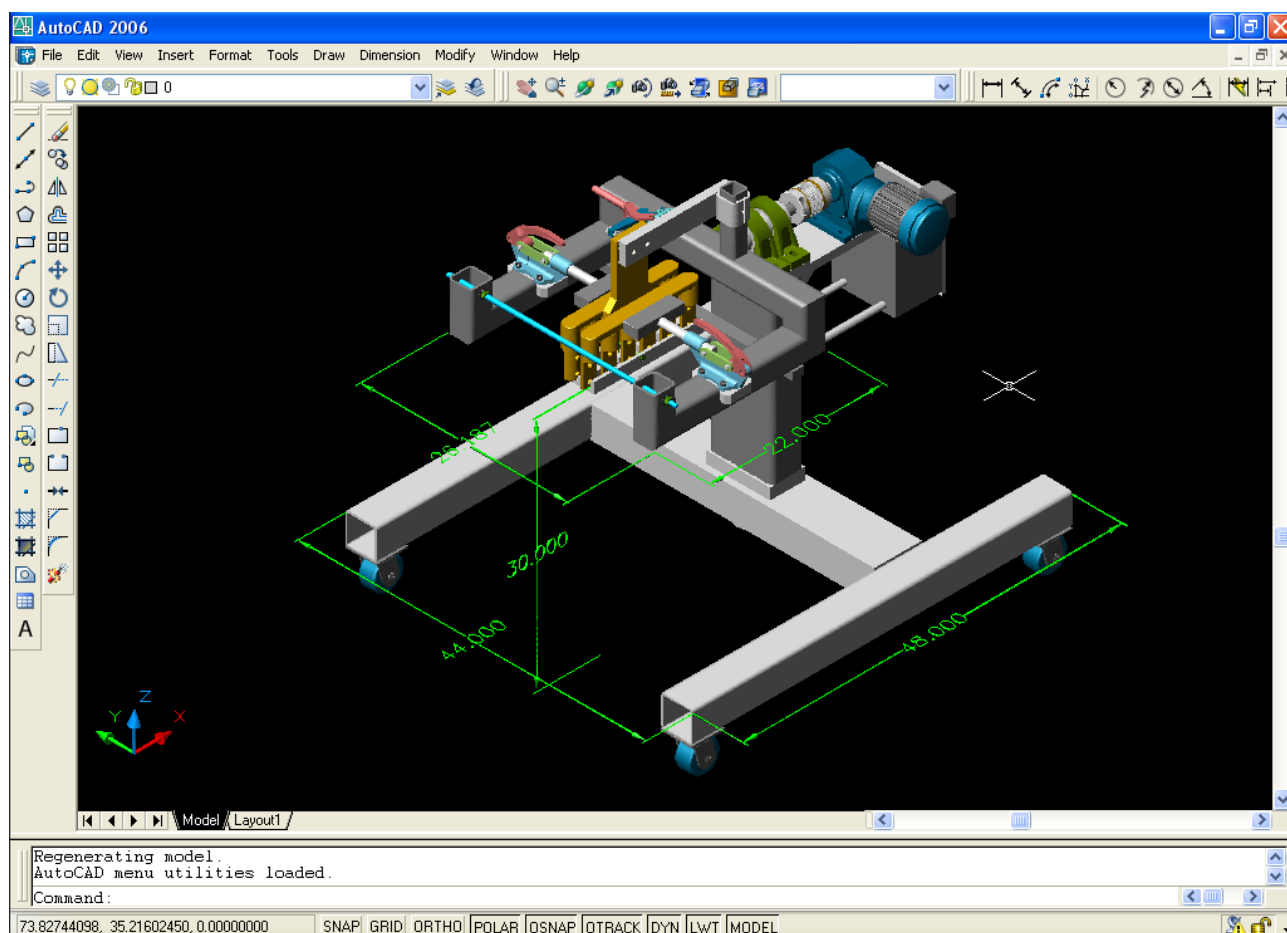 AutoCAD 2006
File Edit View Insert Format Tools Draw Dimension Modify Window Help
0
A
26.187
22.000
30.000
44.000
48.000
Z
Y
X
Model Layout1
Regenerating model.
AutoCAD menu utilities loaded.
Command:
73.82744098, 35.21602450, 0.00000000 SNAP GRID ORTHO POLAR OSNAP OTRACK DYN LWT MODEL